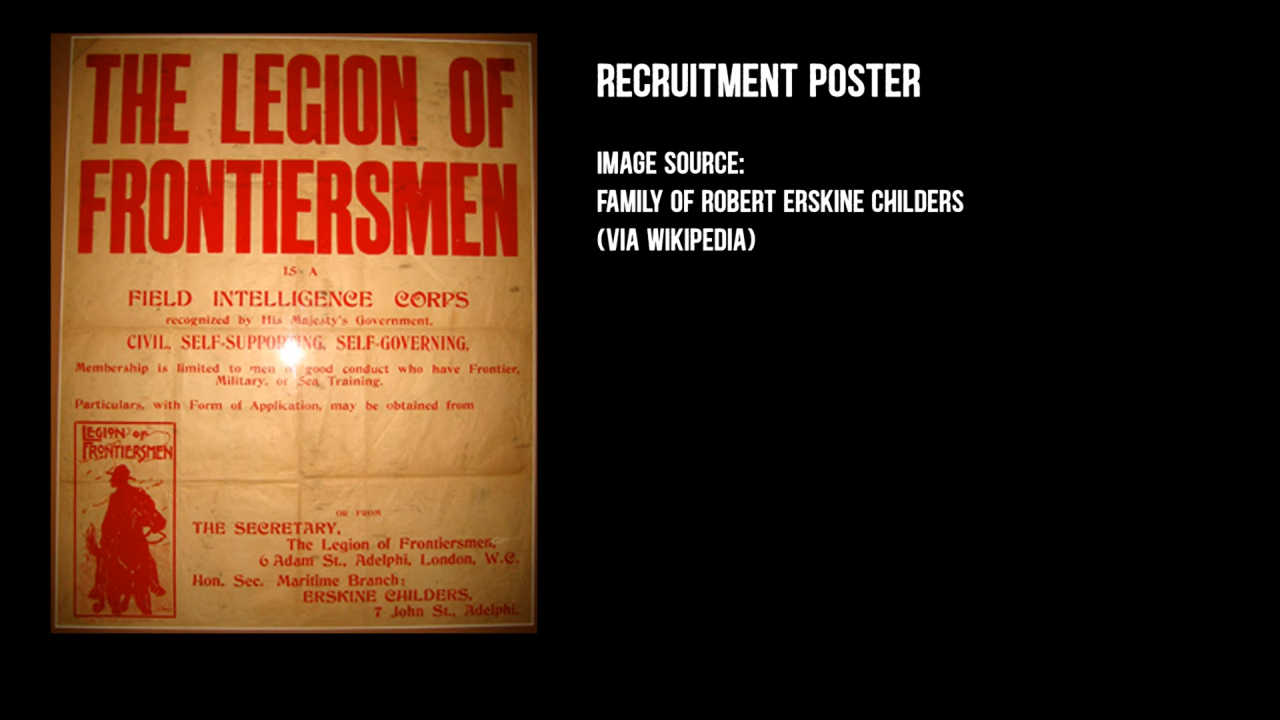 THE LEGION OF
FRONTIERSMEN
IS A
FIELD INTELLIGENCE CORPS
recognized by His Majesty's Government.
CIVIL, SELF-SUPPORTING, SELF-GOVERNING,
Membership is limited to men of good conduct who have Frontier,
Military, or Sea Training.
Particulars, with Form of Application, may be obtained from
LEGION OF
FRONTIERSMEN
OR FROM
THE SECRETARY,
The Legion of Frontiersmen,
6 Adam St., Adelphi, London, W.C.
Hon. Sec. Maritime Branch:
ERSKINE CHILDERS,
7 John St., Adelphi.
RECRUITMENT POSTER
IMAGE SOURCE:
FAMILY OF ROBERT ERSKINE CHILDERS
(VIA WIKIPEDIA)